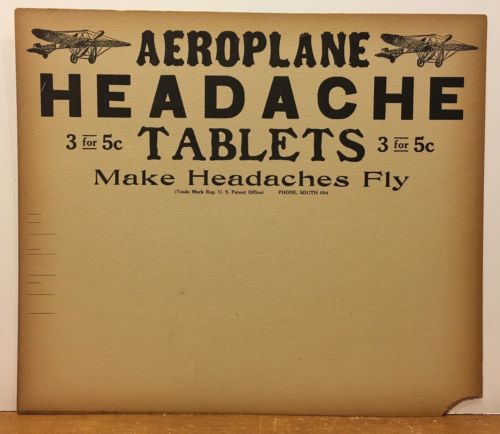 AEROPLANE
HEADACHE
3 for 5c TABLETS 3 for 5c
Make Headaches Fly
(Trade Mark Reg. U. S. Patent Office) PHONE, SOUTH 694